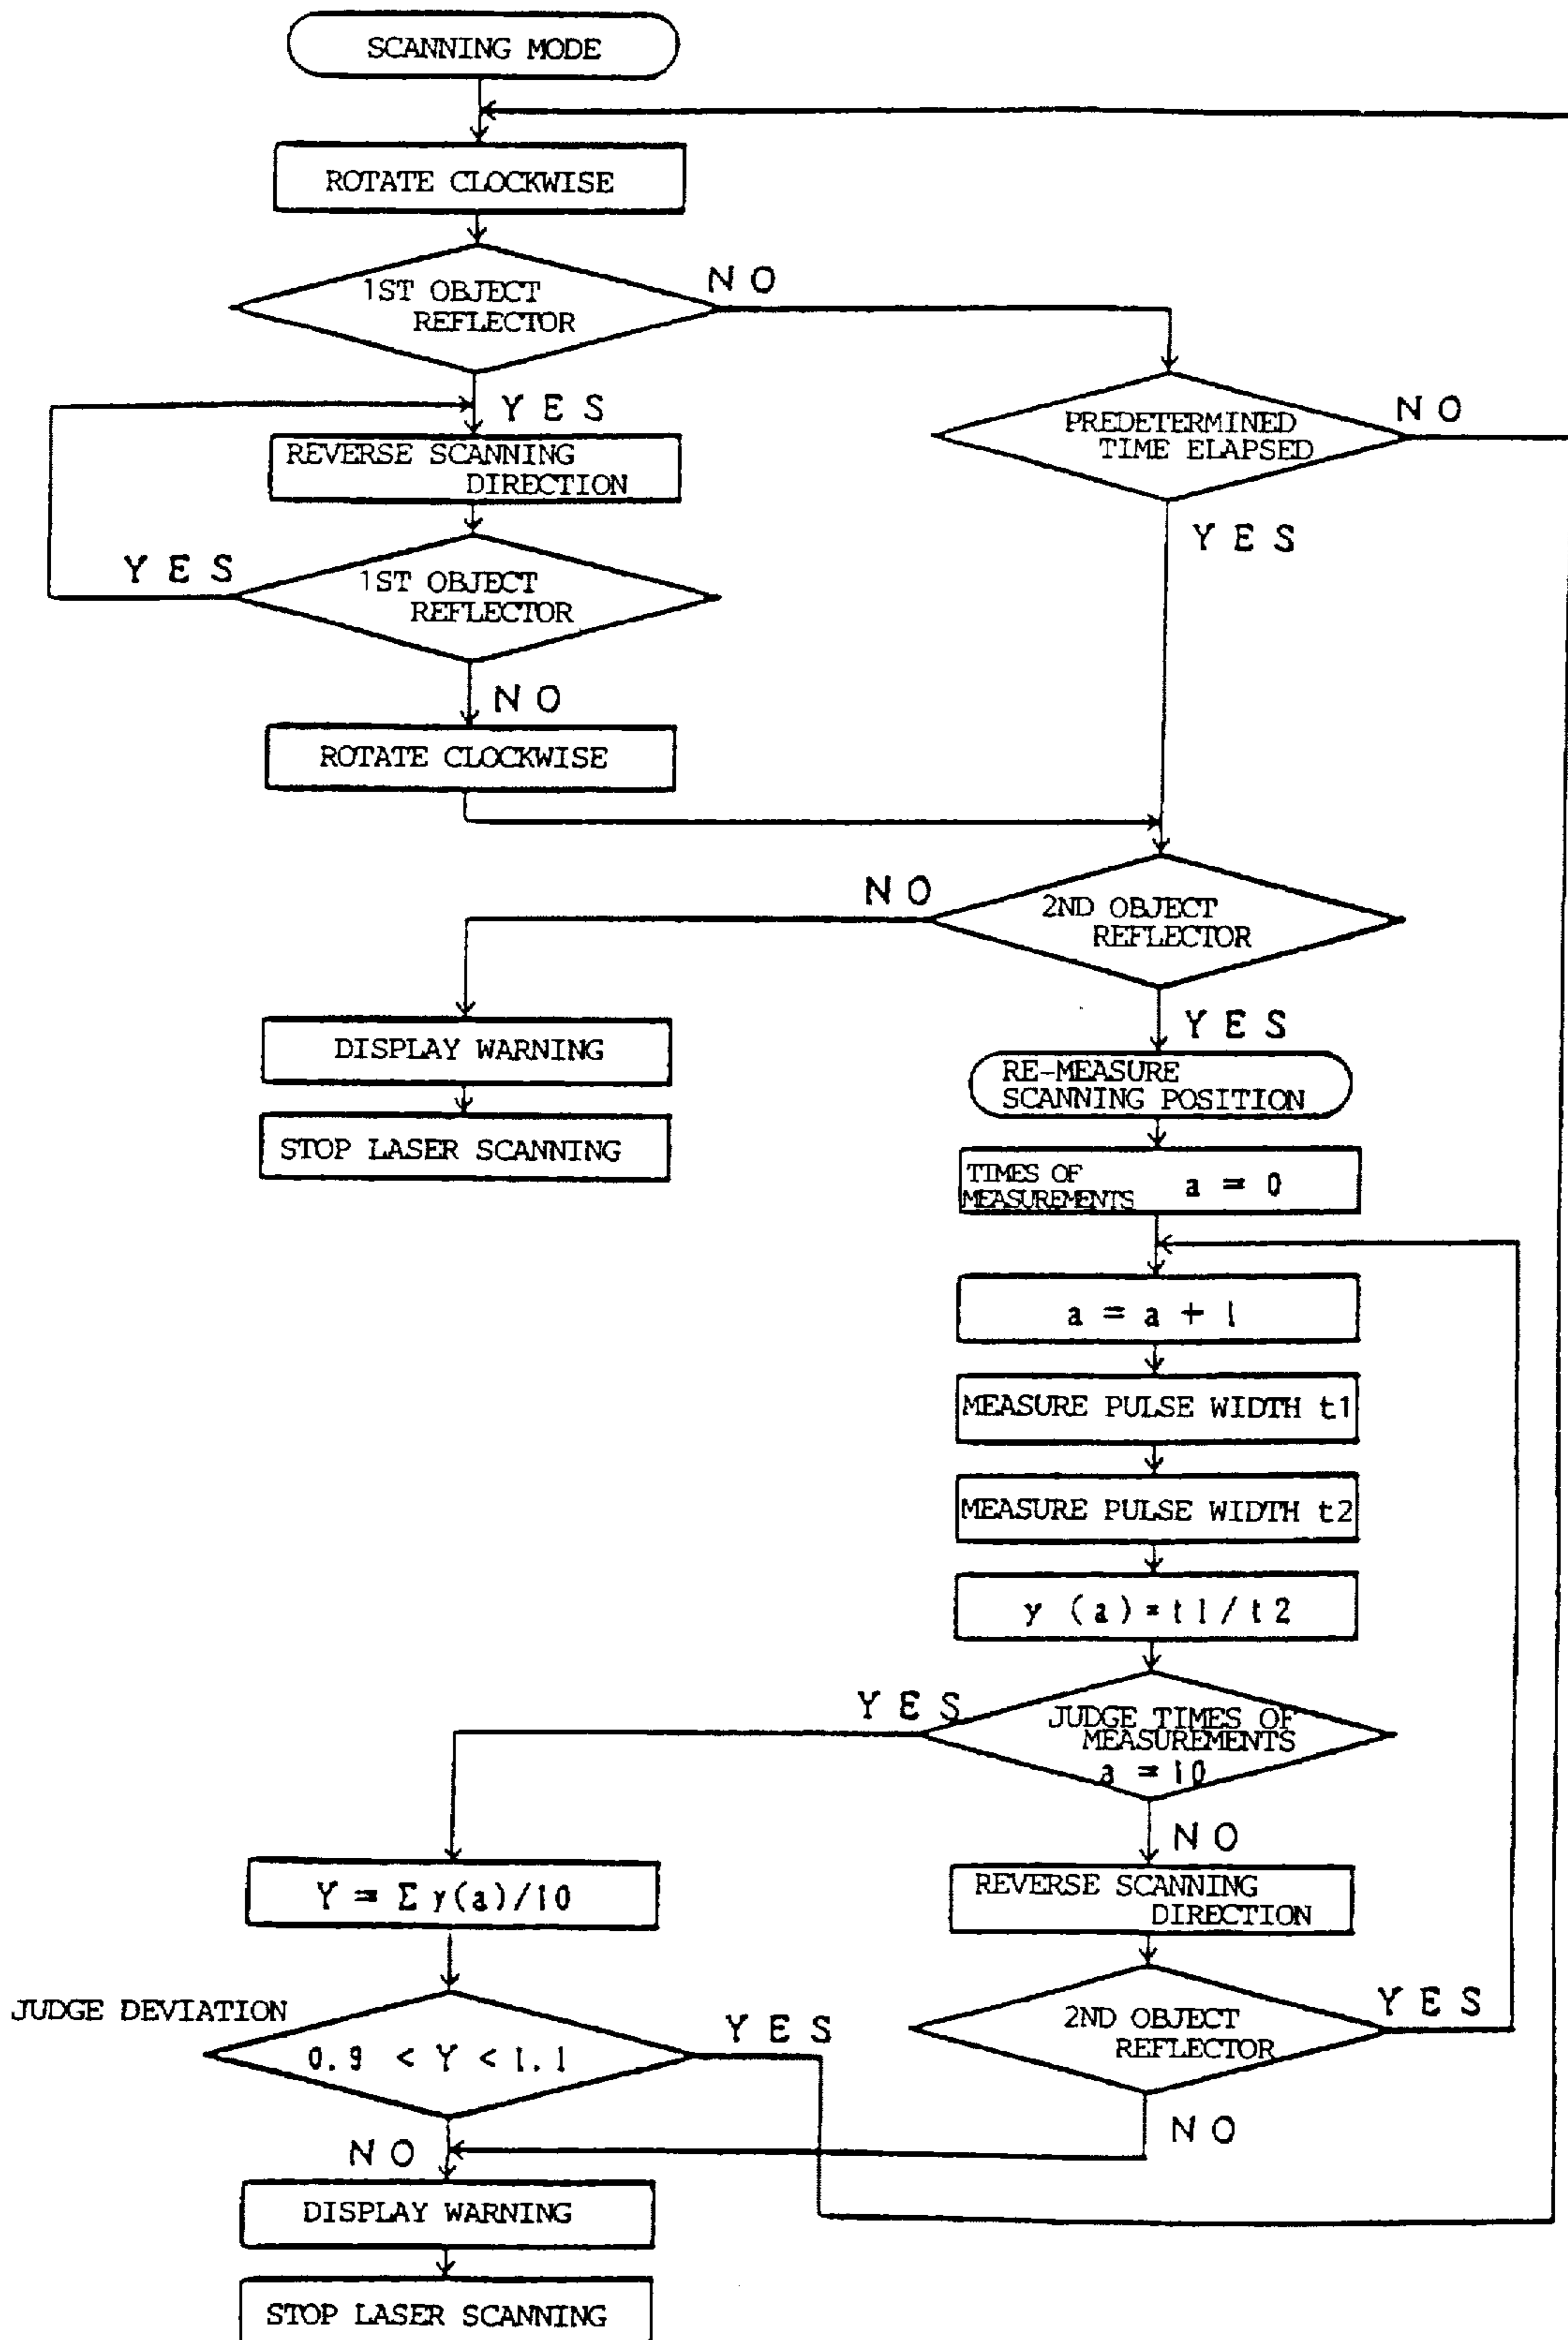 SCANNING MODE
ROTATE CLOCKWISE
1ST OBJECT
REFLECTOR
NO
YES
PREDETERMINED
TIME ELAPSED
NO
YES
REVERSE SCANNING
DIRECTION
1ST OBJECT
REFLECTOR
YES
NO
ROTATE CLOCKWISE
2ND OBJECT
REFLECTOR
NO
YES
DISPLAY WARNING
STOP LASER SCANNING
RE-MEASURE
SCANNING POSITION
TIMES OF
MEASUREMENTS a = 0
a = a + 1
MEASURE PULSE WIDTH t1
MEASURE PULSE WIDTH t2
y (a) = t1/t2
JUDGE TIMES OF
MEASUREMENTS
a = 10
YES
NO
Y = Σ y(a)/10
REVERSE SCANNING
DIRECTION
JUDGE DEVIATION
0.9 < Y < 1.1
YES
NO
2ND OBJECT
REFLECTOR
YES
NO
DISPLAY WARNING
STOP LASER SCANNING